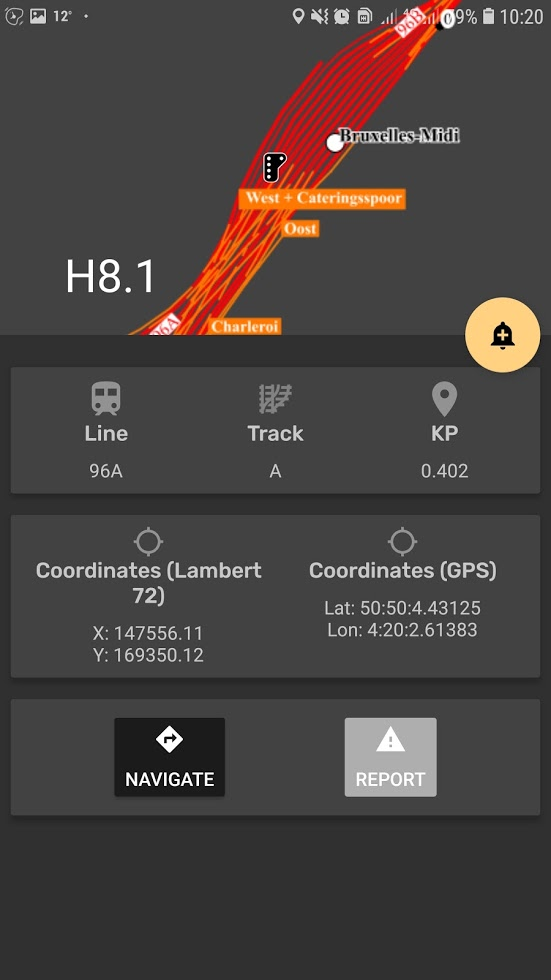 12°
10:20
96B
Bruxelles-Midi
West + Cateringsspoor
Oost
H8.1
96A
Charleroi
Line
Track
KP
96A
A
0.402
Coordinates (Lambert
72)
Coordinates (GPS)
X: 147556.11
Y: 169350.12
Lat: 50:50:4.43125
Lon: 4:20:2.61383
NAVIGATE
REPORT